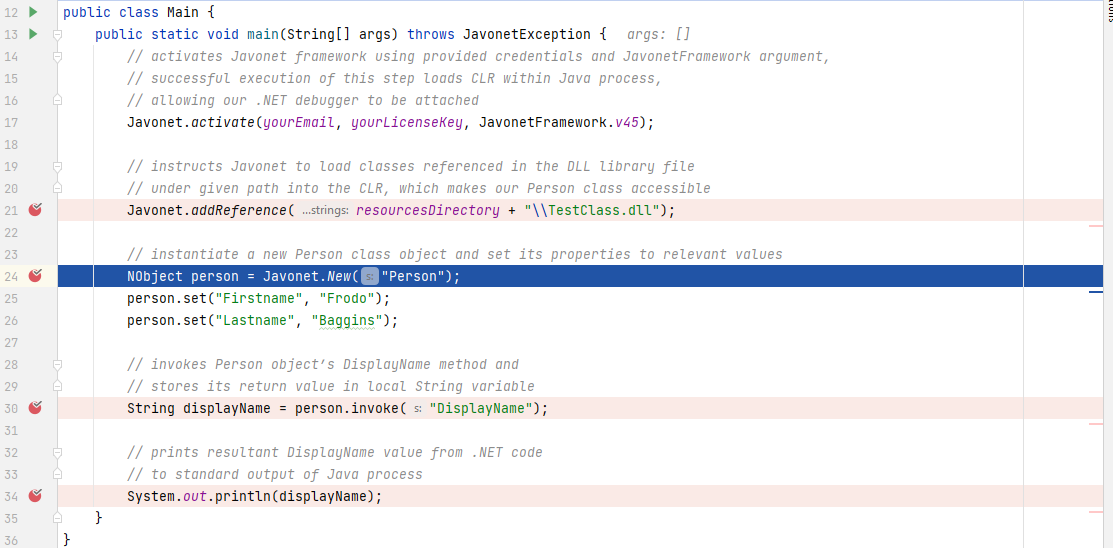 12 public class Main {
13 public static void main(String[] args) throws JavonetException { args: []
14 // activates Javonet framework using provided credentials and JavonetFramework argument,
15 // successful execution of this step loads CLR within Java process,
16 // allowing our .NET debugger to be attached
17 Javonet.activate(yourEmail, yourLicenseKey, JavonetFramework.v45);
18
19 // instructs Javonet to load classes referenced in the DLL library file
20 // under given path into the CLR, which makes our Person class accessible
21 Javonet.addReference( ...strings: resourcesDirectory + "\\TestClass.dll");
22
23 // instantiate a new Person class object and set its properties to relevant values
24 NObject person = Javonet.New( s: "Person");
25 person.set("Firstname", "Frodo");
26 person.set("Lastname", "Baggins");
27
28 // invokes Person object's DisplayName method and
29 // stores its return value in local String variable
30 String displayName = person.invoke( s: "DisplayName");
31
32 // prints resultant DisplayName value from .NET code
33 // to standard output of Java process
34 System.out.println(displayName);
35 }
36 }